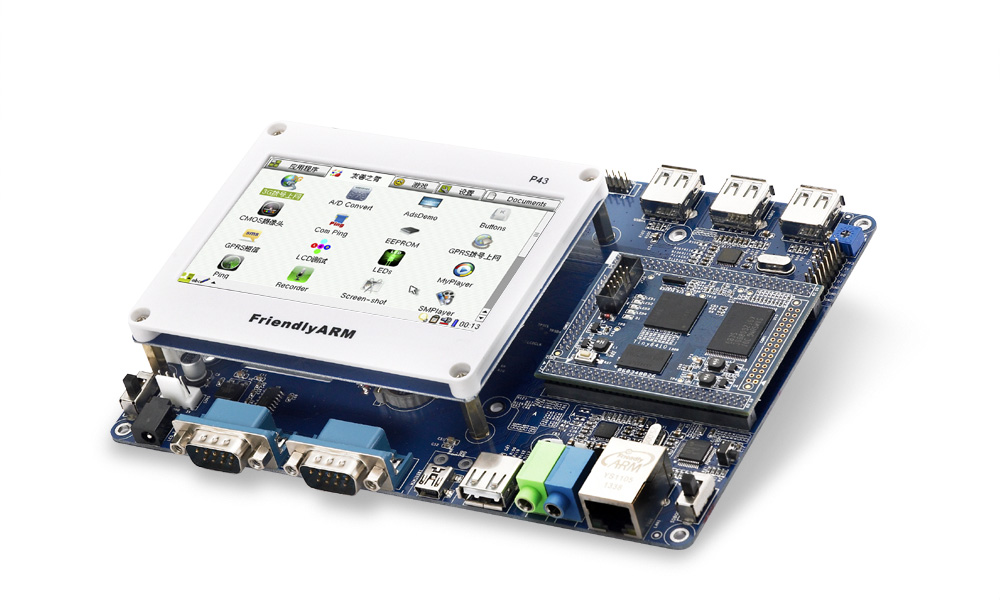 P43
应用程序
友善之臂
游戏
设置
Documents
3G拨号上网
A/D Convert
AdsDemo
Buttons
CMOS摄像头
Com Ping
EEPROM
GPRS拨号上网
GPRS短信
LCD测试
LEDs
MyPlayer
Ping
Recorder
Screen-shot
SMPlayer
00:13
FriendlyARM
ARM